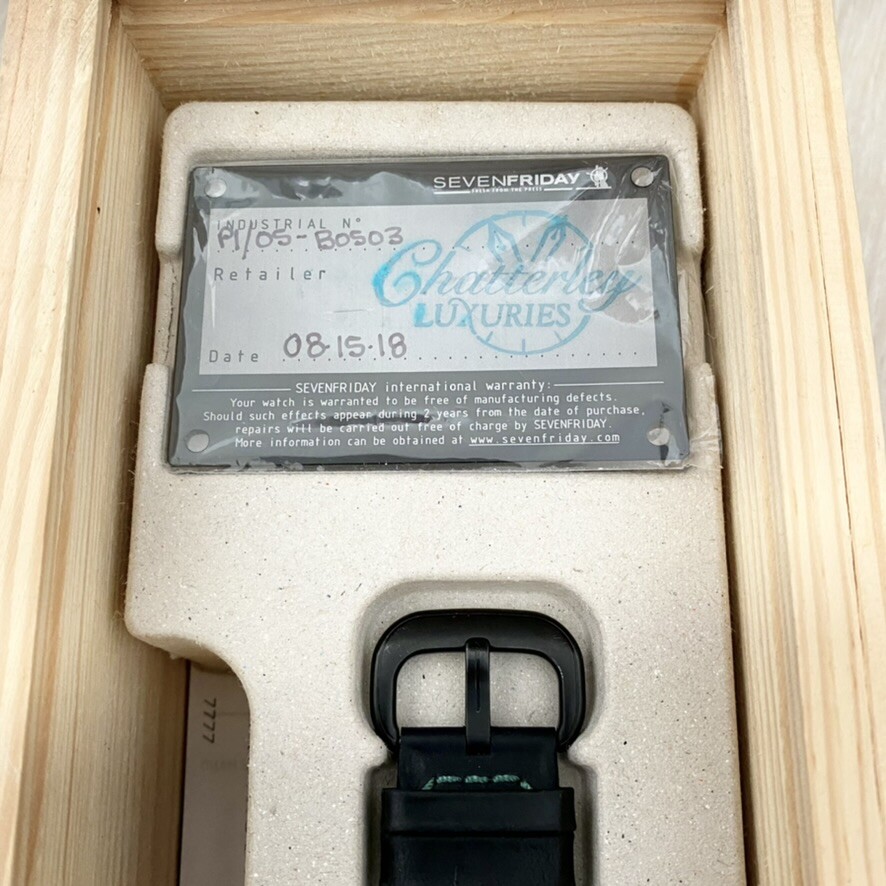 SEVENFRIDAY
FRESH FROM THE PRESS
INDUSTRIAL N°
P1/05-B0503
Retailer
Chatterley
LUXURIES
Date 08-15-18
SEVENFRIDAY international warranty:
Your watch is warranted to be free of manufacturing defects.
Should such effects appear during 2 years from the date of purchase,
repairs will be carried out free of charge by SEVENFRIDAY.
More information can be obtained at www.sevenfriday.com
7777